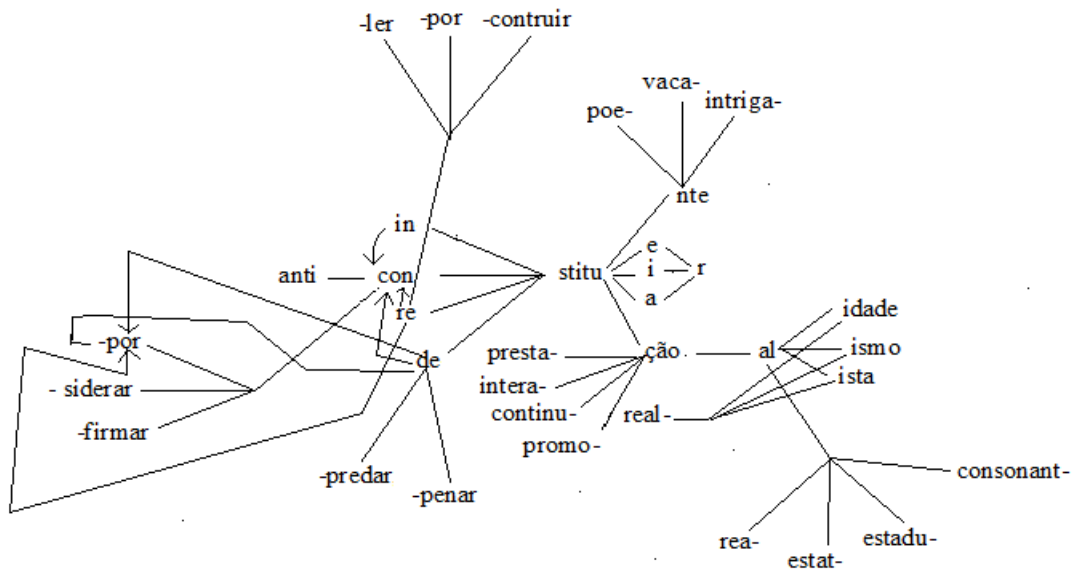 -ler
-por
-contruir
vaca-
poe-
intriga-
nte
in
anti
con
stitu
e
i
r
a
re
idade
-por
de
presta-
ção
al
ismo
- siderar
intera-
ista
continu-
real-
-firmar
promo-
-predar
-penar
consonant-
rea-
estadu-
estat-